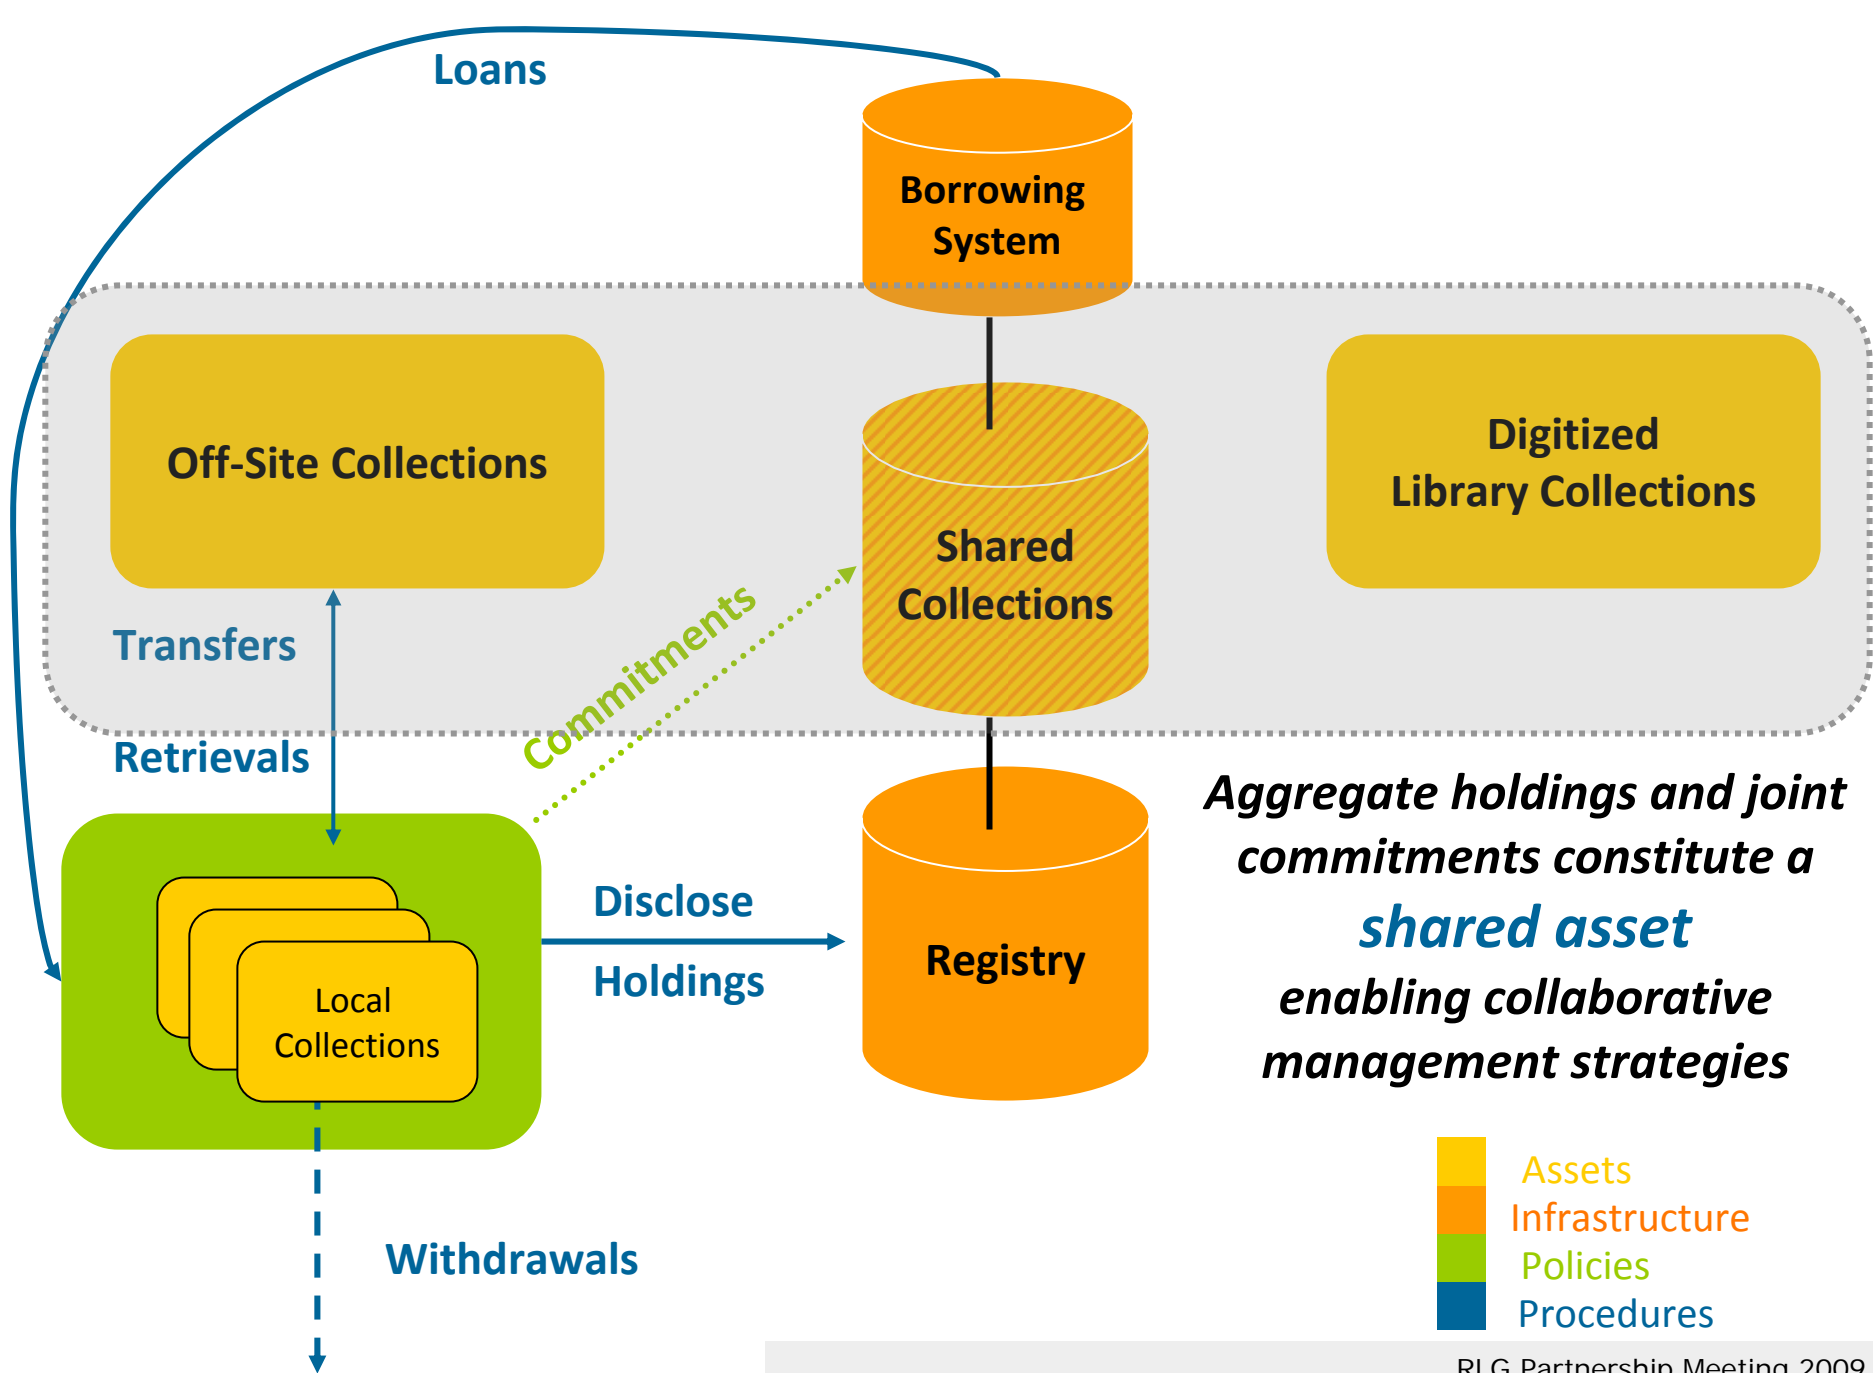 Loans
Borrowing
System
Off-Site Collections
Digitized
Library Collections
Shared
Collections
Transfers
Commitments
Retrievals
Aggregate holdings and joint
commitments constitute a
shared asset
enabling collaborative
management strategies
Disclose
Holdings
Registry
Local
Collections
Withdrawals
Assets
Infrastructure
Policies
Procedures
RLG Partnership Meeting 2009